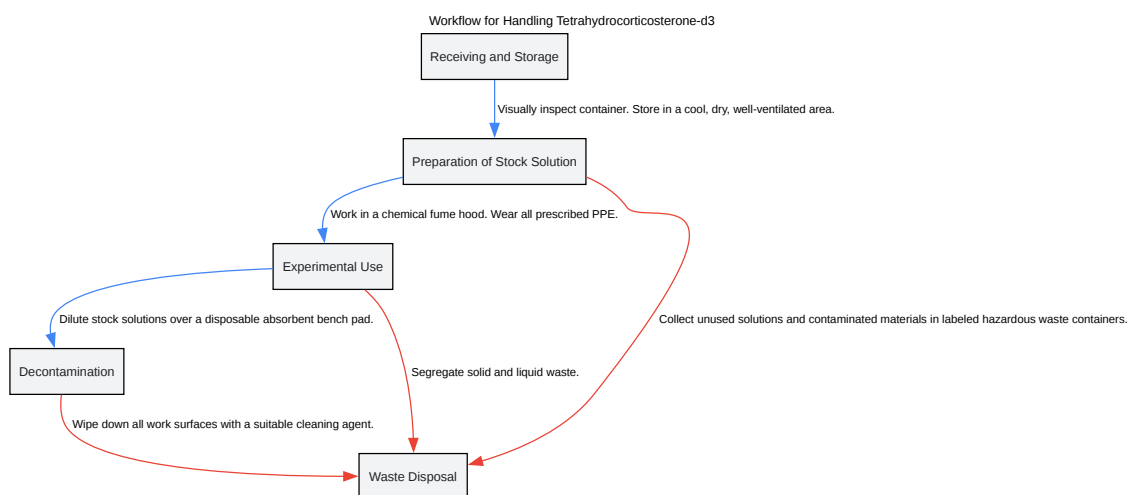 Workflow for Handling Tetrahydrocorticosterone-d3
Receiving and Storage
Visually inspect container. Store in a cool, dry, well-ventilated area.
Preparation of Stock Solution
Work in a chemical fume hood. Wear all prescribed PPE.
Experimental Use
Dilute stock solutions over a disposable absorbent bench pad.
Collect unused solutions and contaminated materials in labeled hazardous waste containers.
Decontamination
Segregate solid and liquid waste.
Wipe down all work surfaces with a suitable cleaning agent.
Waste Disposal